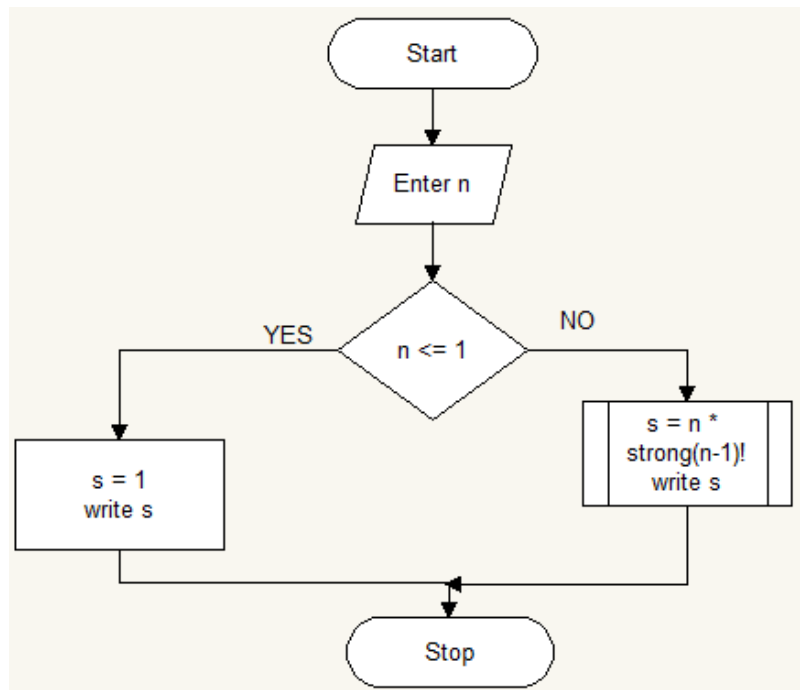 Start
Enter n
n <= 1
YES
NO
s = 1
write s
s = n *
strong(n-1)!
write s
Stop